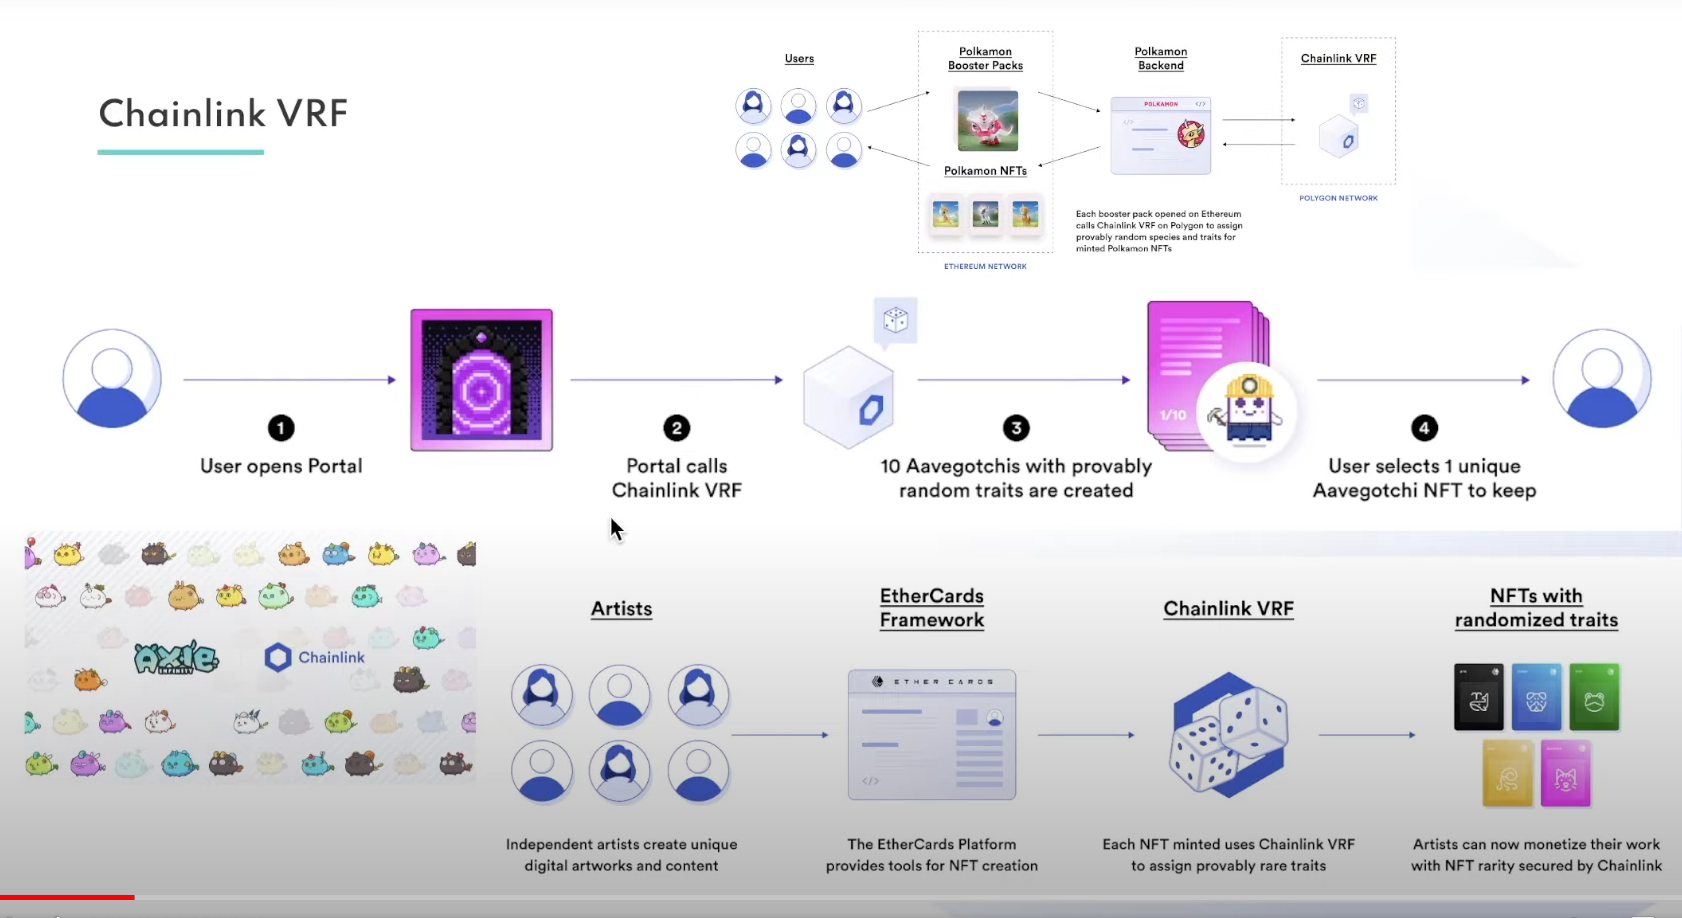 Chainlink VRF
Users
Polkamon
Booster Packs
Polkamon
Backend
Chainlink VRF
POLKAMON
</>
</>
Polkamon NFTs
POLYGON NETWORK
Each booster pack opened on Ethereum
calls Chainlink VRF on Polygon to assign
provably random species and traits for
minted Polkamon NFTs
ETHEREUM NETWORK
1/10
1
User opens Portal
2
Portal calls
Chainlink VRF
3
10 Aavegotchis with provably
random traits are created
4
User selects 1 unique
Aavegotchi NFT to keep
AXIE
INFINITY
Chainlink
Artists
EtherCards
Framework
Chainlink VRF
NFTs with
randomized traits
ETHER CARDS
</>
Independent artists create unique
digital artworks and content
The EtherCards Platform
provides tools for NFT creation
Each NFT minted uses Chainlink VRF
to assign provably rare traits
Artists can now monetize their work
with NFT rarity secured by Chainlink